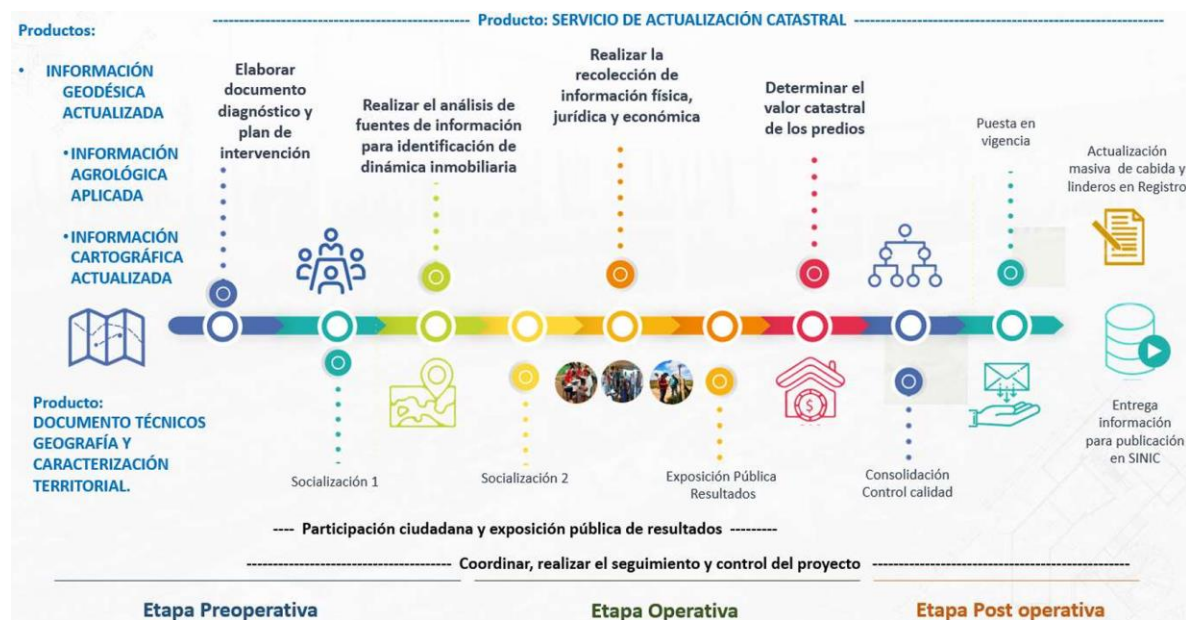 Producto: SERVICIO DE ACTUALIZACIÓN CATASTRAL
Productos:
• INFORMACIÓN
GEODÉSICA
ACTUALIZADA
•INFORMACIÓN
AGROLÓGICA
APLICADA
•INFORMACIÓN
CARTOGRÁFICA
ACTUALIZADA
Producto:
DOCUMENTO TÉCNICOS
GEOGRAFÍA Y
CARACTERIZACIÓN
TERRITORIAL.
Elaborar
documento
diagnóstico y
plan de
intervención
Socialización 1
Realizar el análisis de
fuentes de información
para identificación de
dinámica inmobiliaria
Socialización 2
Realizar la
recolección de
información física,
jurídica y económica
Exposición Pública
Resultados
Determinar el
valor catastral
de los predios
$
Consolidación
Control calidad
Puesta en
vigencia
Actualización
masiva de cabida y
linderos en Registro
Entrega
información
para publicación
en SINIC
---- Participación ciudadana y exposición pública de resultados ---------
Coordinar, realizar el seguimiento y control del proyecto
Etapa Preoperativa
Etapa Operativa
Etapa Post operativa